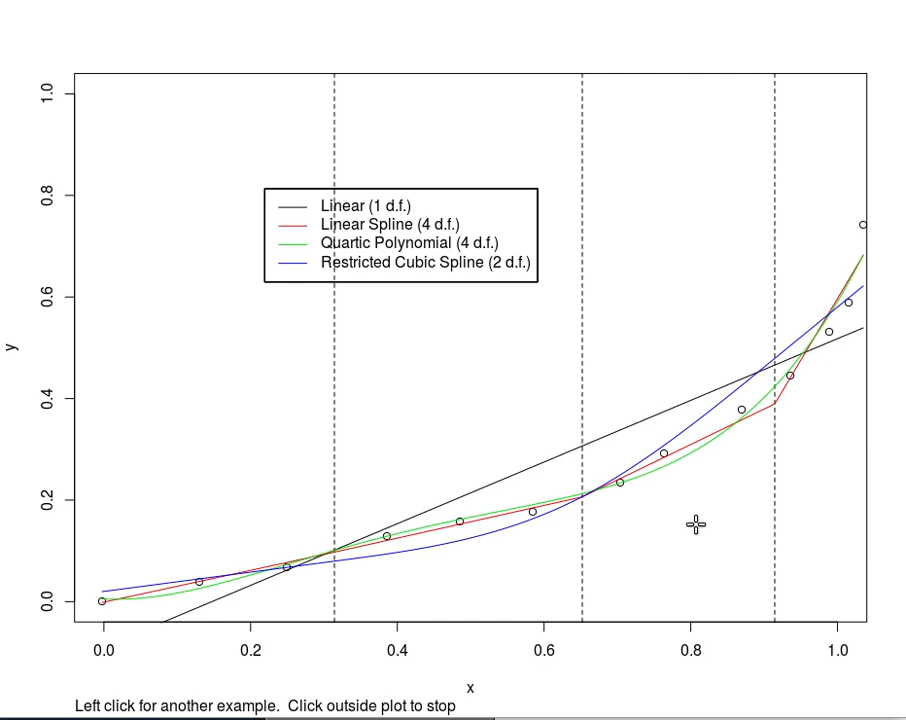 1.0
0.8
0.6
0.4
0.2
0.0
y
Linear (1 d.f.)
Linear Spline (4 d.f.)
Quartic Polynomial (4 d.f.)
Restricted Cubic Spline (2 d.f.)
0.0 0.2 0.4 0.6 0.8 1.0
x
Left click for another example. Click outside plot to stop